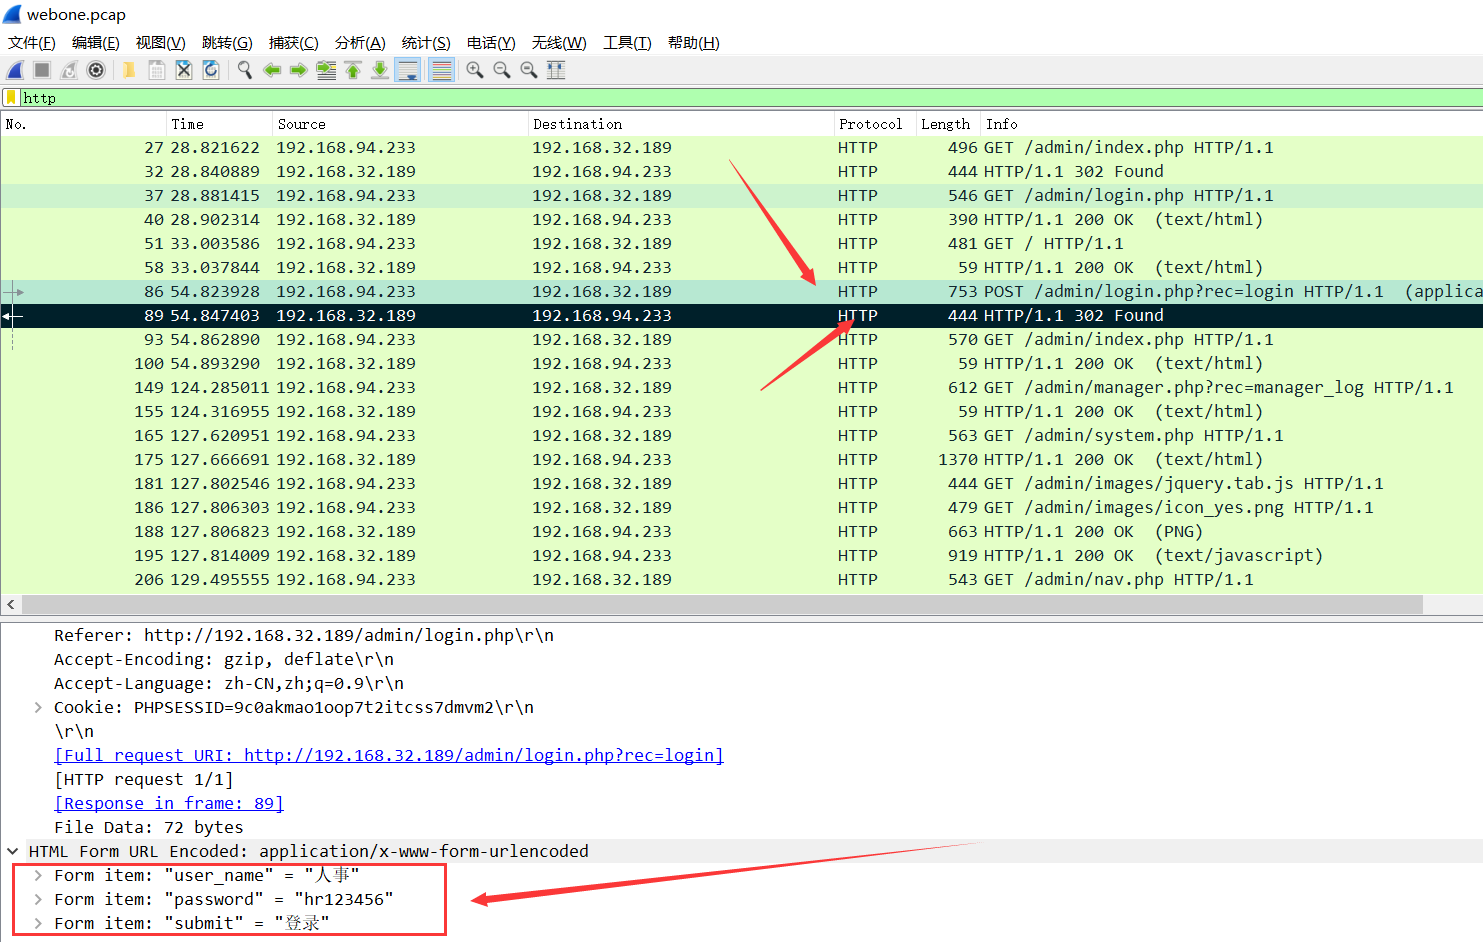 webone.pcap
文件(F) 编辑(E) 视图(V) 跳转(G) 捕获(C) 分析(A) 统计(S) 电话(Y) 无线(W) 工具(T) 帮助(H)
http
No. Time Source Destination Protocol Length Info
27 28.821622 192.168.94.233 192.168.32.189 HTTP 496 GET /admin/index.php HTTP/1.1
32 28.840889 192.168.32.189 192.168.94.233 HTTP 444 HTTP/1.1 302 Found
37 28.881415 192.168.94.233 192.168.32.189 HTTP 546 GET /admin/login.php HTTP/1.1
40 28.902314 192.168.32.189 192.168.94.233 HTTP 390 HTTP/1.1 200 OK (text/html)
51 33.003586 192.168.94.233 192.168.32.189 HTTP 481 GET / HTTP/1.1
58 33.037844 192.168.32.189 192.168.94.233 HTTP 59 HTTP/1.1 200 OK (text/html)
86 54.823928 192.168.94.233 192.168.32.189 HTTP 753 POST /admin/login.php?rec=login HTTP/1.1 (applica
89 54.847403 192.168.32.189 192.168.94.233 HTTP 444 HTTP/1.1 302 Found
93 54.862890 192.168.94.233 192.168.32.189 HTTP 570 GET /admin/index.php HTTP/1.1
100 54.893290 192.168.32.189 192.168.94.233 HTTP 59 HTTP/1.1 200 OK (text/html)
149 124.285011 192.168.94.233 192.168.32.189 HTTP 612 GET /admin/manager.php?rec=manager_log HTTP/1.1
155 124.316955 192.168.32.189 192.168.94.233 HTTP 59 HTTP/1.1 200 OK (text/html)
165 127.620951 192.168.94.233 192.168.32.189 HTTP 563 GET /admin/system.php HTTP/1.1
175 127.666691 192.168.32.189 192.168.94.233 HTTP 1370 HTTP/1.1 200 OK (text/html)
181 127.802546 192.168.94.233 192.168.32.189 HTTP 444 GET /admin/images/jquery.tab.js HTTP/1.1
186 127.806303 192.168.94.233 192.168.32.189 HTTP 479 GET /admin/images/icon_yes.png HTTP/1.1
188 127.806823 192.168.32.189 192.168.94.233 HTTP 663 HTTP/1.1 200 OK (PNG)
195 127.814009 192.168.32.189 192.168.94.233 HTTP 919 HTTP/1.1 200 OK (text/javascript)
206 129.495555 192.168.94.233 192.168.32.189 HTTP 543 GET /admin/nav.php HTTP/1.1
Referer: http://192.168.32.189/admin/login.php\r\n
Accept-Encoding: gzip, deflate\r\n
Accept-Language: zh-CN,zh;q=0.9\r\n
Cookie: PHPSESSID=9c0akmao1oop7t2itcss7dmvm2\r\n
\r\n
[Full request URI: http://192.168.32.189/admin/login.php?rec=login]
[HTTP request 1/1]
[Response in frame: 89]
File Data: 72 bytes
HTML Form URL Encoded: application/x-www-form-urlencoded
Form item: "user_name" = "人事"
Form item: "password" = "hr123456"
Form item: "submit" = "登录"